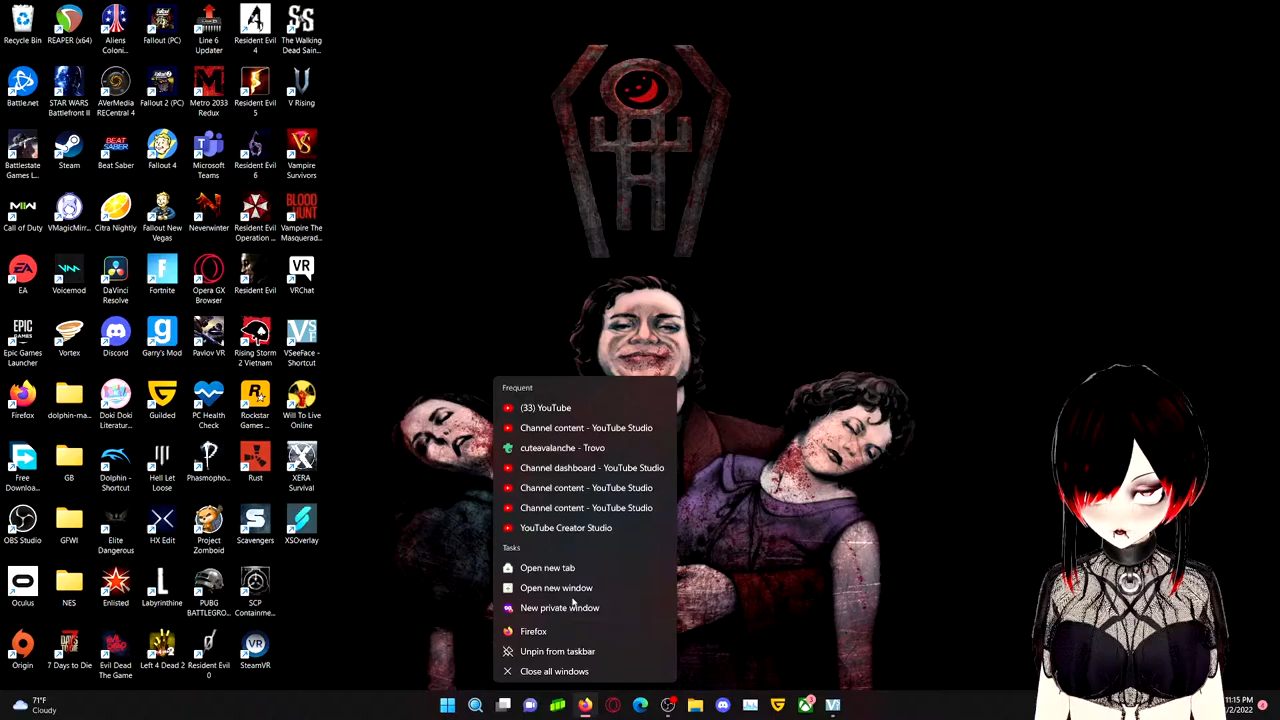 Recycle Bin
REAPER (x64)
Aliens
Coloni...
Fallout (PC)
Line 6
Updater
Resident Evil
4
The Walking
Dead Sain...
Battle.net
STAR WARS
Battlefront II
AVerMedia
RECentral 4
Fallout 2 (PC)
Metro 2033
Redux
Resident Evil
5
V Rising
Battlestate
Games L...
Steam
Beat Saber
Fallout 4
Microsoft
Teams
Resident Evil
6
Vampire
Survivors
Call of Duty
VMagicMirr...
Citra Nightly
Fallout New
Vegas
Neverwinter
Resident Evil
Operation ...
Vampire The
Masquerad...
EA
Voicemod
DaVinci
Resolve
Fortnite
Opera GX
Browser
Resident Evil
VRChat
Epic Games
Launcher
Vortex
Discord
Garry's Mod
Pavlov VR
Rising Storm
2 Vietnam
VSeeFace -
Shortcut
Firefox
dolphin-ma...
Doki Doki
Literatur...
Guilded
PC Health
Check
Rockstar
Games ...
Will To Live
Online
Free
Downloa...
GB
Dolphin -
Shortcut
Hell Let
Loose
Phasmopho...
Rust
XERA
Survival
OBS Studio
GFWI
Elite
Dangerous
HX Edit
Project
Zomboid
Scavengers
XSOverlay
Oculus
NES
Enlisted
Labyrinthine
PUBG
BATTLEGRO...
SCP
Containme...
Origin
7 Days to Die
Evil Dead
The Game
Left 4 Dead 2
Resident Evil
0
SteamVR
Frequent
(33) YouTube
Channel content - YouTube Studio
cuteavalanche - Trovo
Channel dashboard - YouTube Studio
Channel content - YouTube Studio
Channel content - YouTube Studio
YouTube Creator Studio
Tasks
Open new tab
Open new window
New private window
Firefox
Unpin from taskbar
Close all windows
71°F
Cloudy
11:15 PM
/2/2022